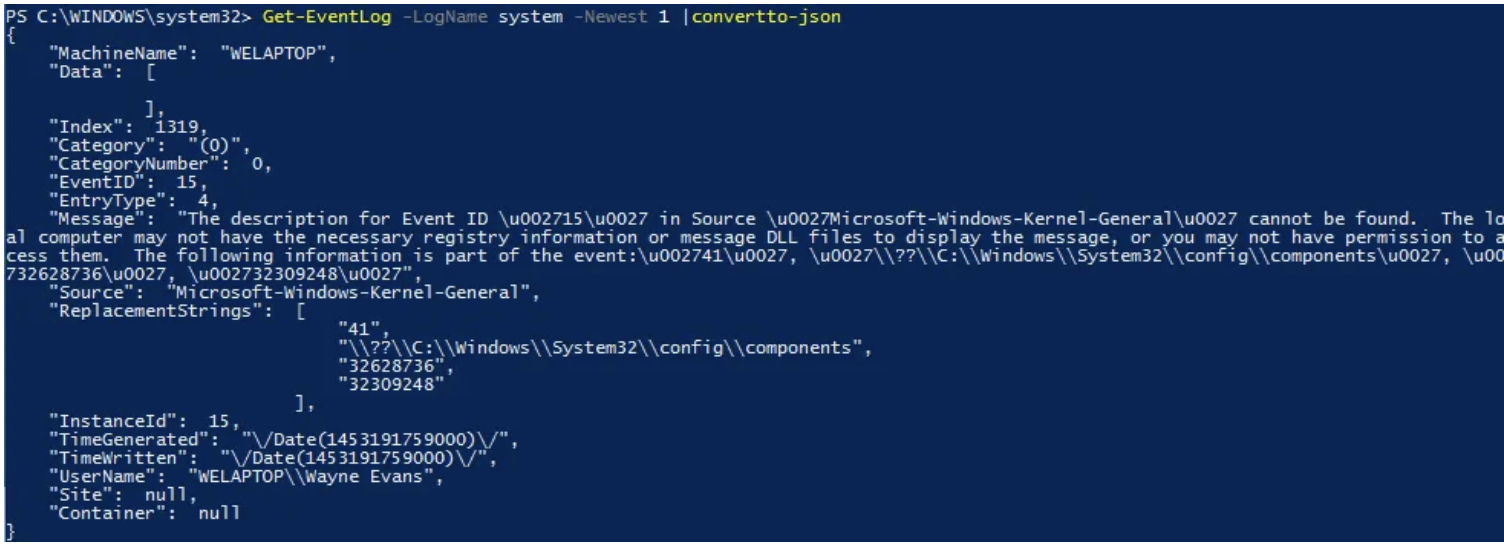 PS C:\WINDOWS\system32> Get-EventLog -LogName system -Newest 1 |convertto-json
{
    "MachineName":  "WELAPTOP",
    "Data":  [

             ],
    "Index":  1319,
    "Category":  "(0)",
    "CategoryNumber":  0,
    "EventID":  15,
    "EntryType":  4,
    "Message":  "The description for Event ID \u002715\u0027 in Source \u0027Microsoft-Windows-Kernel-General\u0027 cannot be found.  The lo
al computer may not have the necessary registry information or message DLL files to display the message, or you may not have permission to a
cess them.  The following information is part of the event:\u002741\u0027, \u0027\\??\\C:\\Windows\\System32\\config\\components\u0027, \u00
732628736\u0027, \u002732309248\u0027",
    "Source":  "Microsoft-Windows-Kernel-General",
    "ReplacementStrings":  [
                               "41",
                               "\\??\\C:\\Windows\\System32\\config\\components",
                               "32628736",
                               "32309248"
                           ],
    "InstanceId":  15,
    "TimeGenerated":  "\/Date(1453191759000)\/",
    "TimeWritten":  "\/Date(1453191759000)\/",
    "UserName":  "WELAPTOP\\Wayne Evans",
    "Site":  null,
    "Container":  null
}